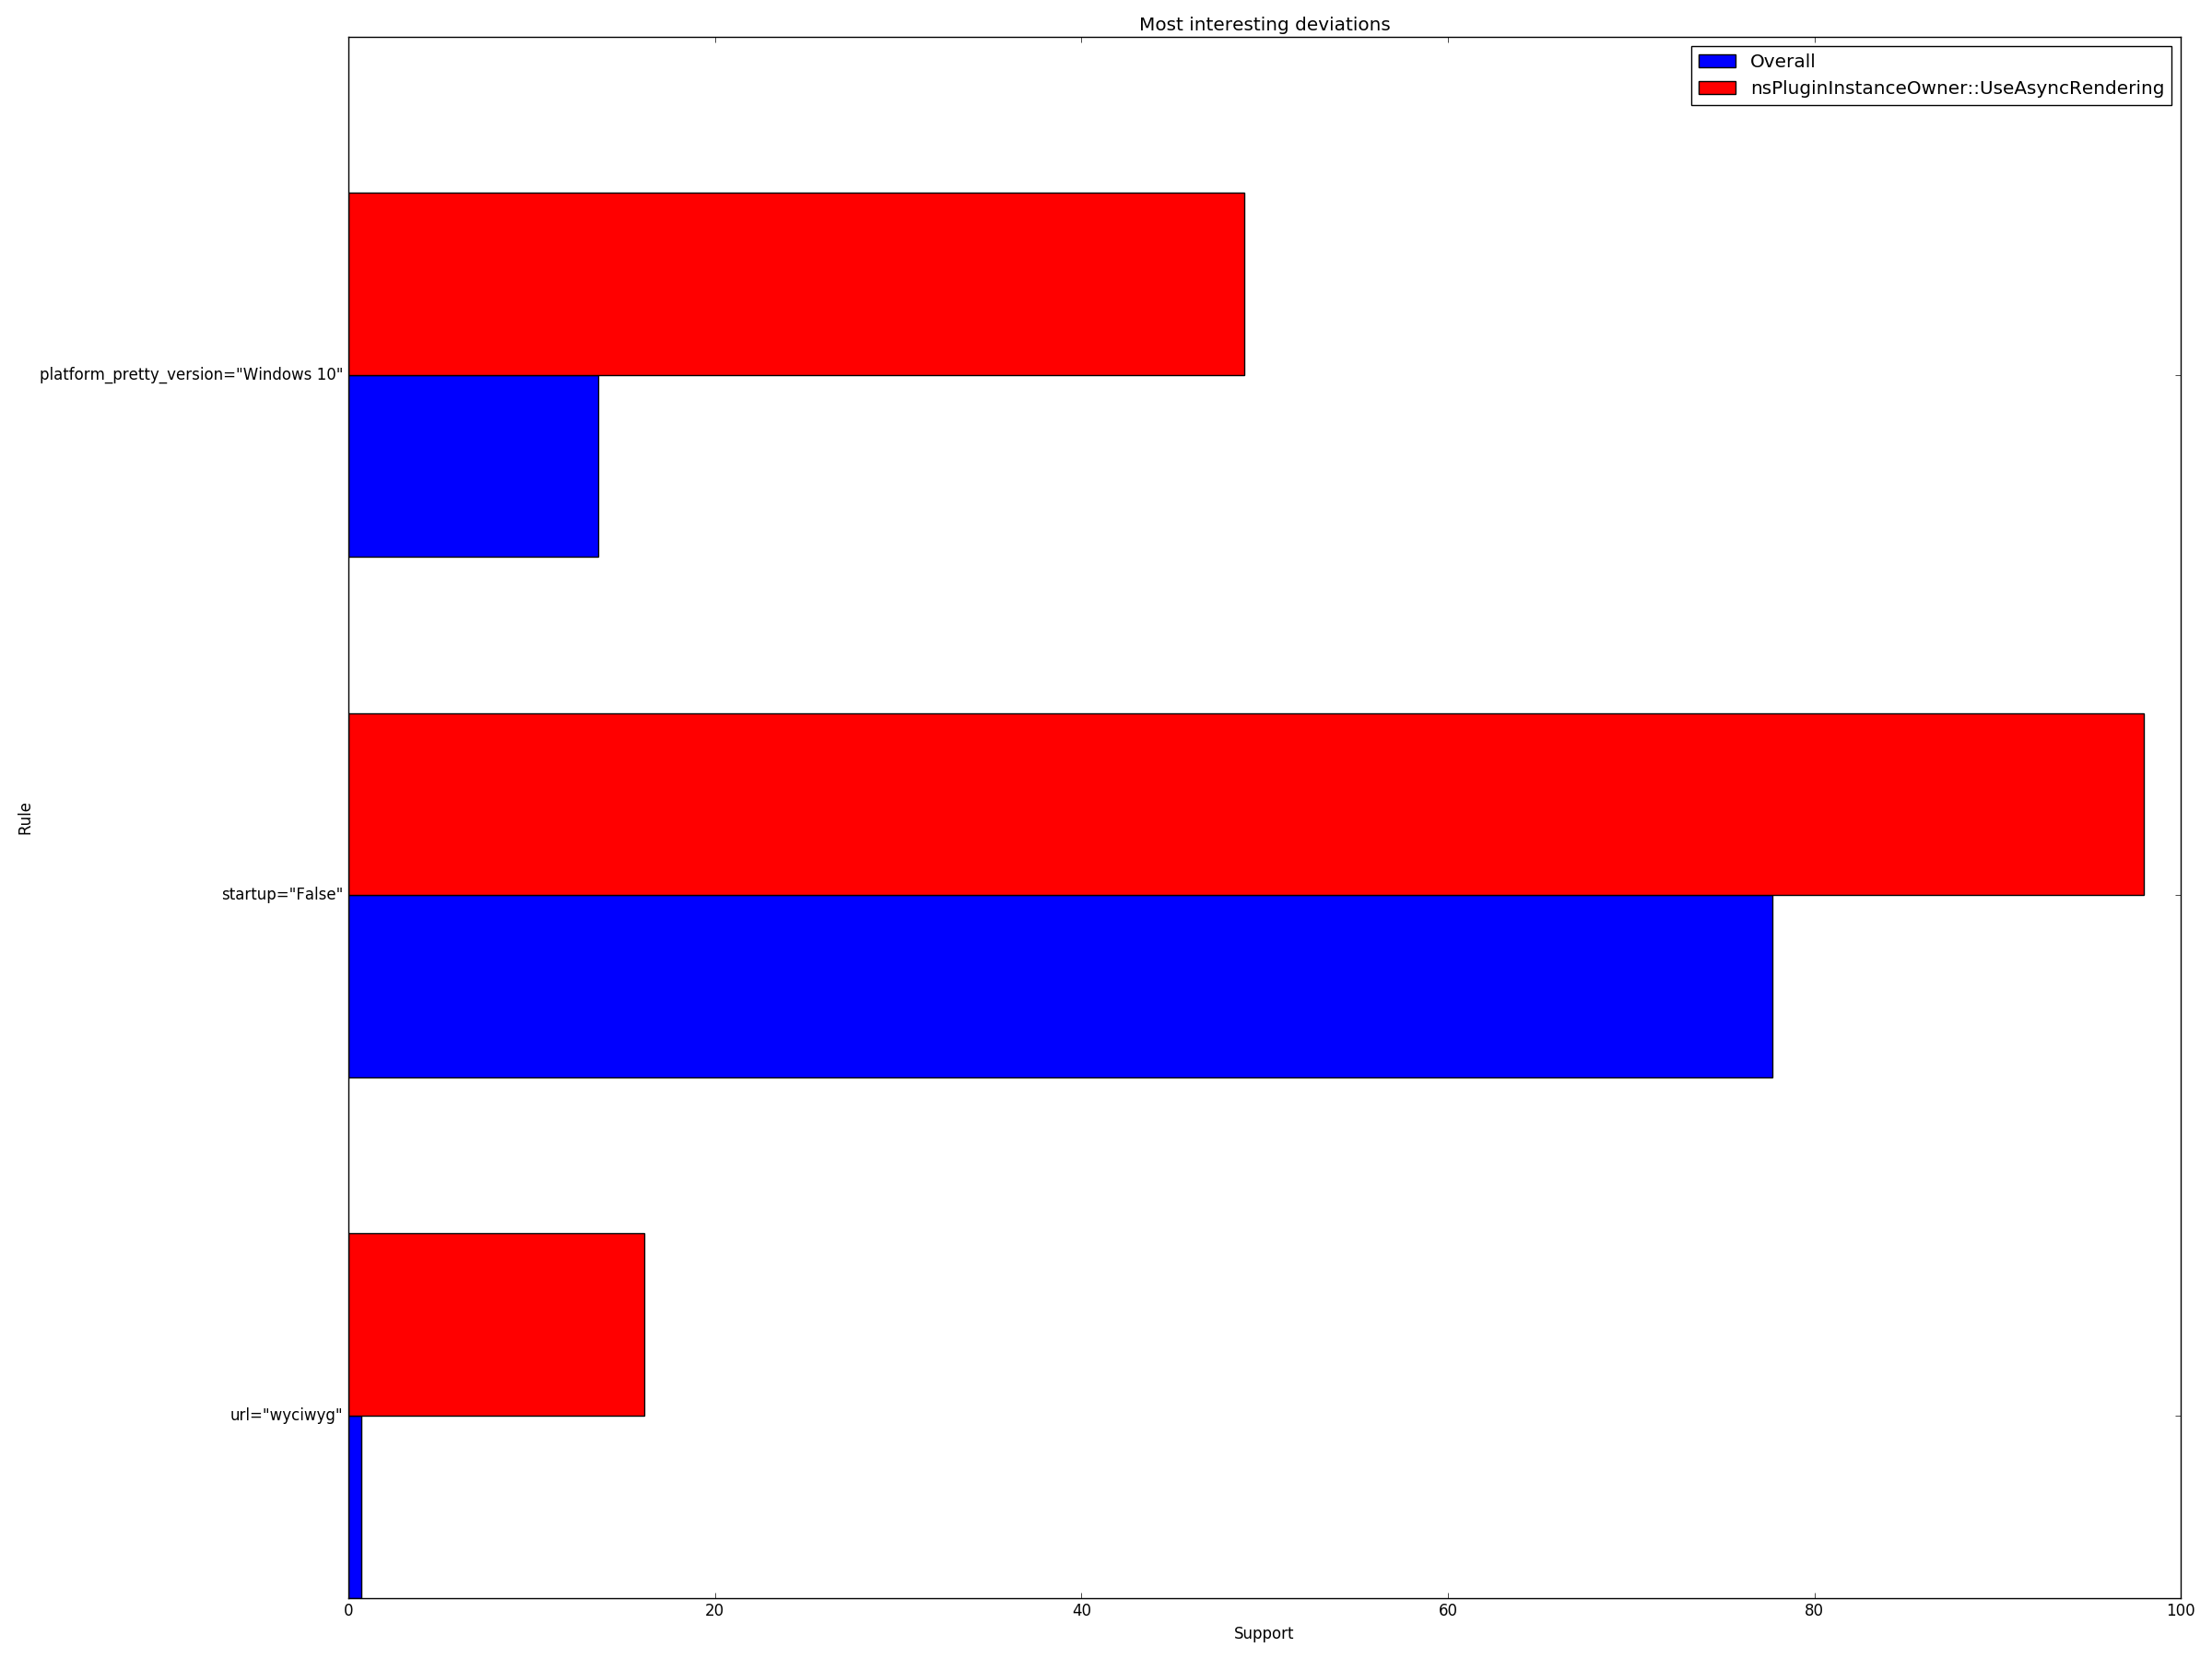 Most interesting deviations
Overall
nsPluginInstanceOwner::UseAsyncRendering
platform_pretty_version="Windows 10"
startup="False"
url="wyciwyg"
Rule
0 20 40 60 80 100
Support